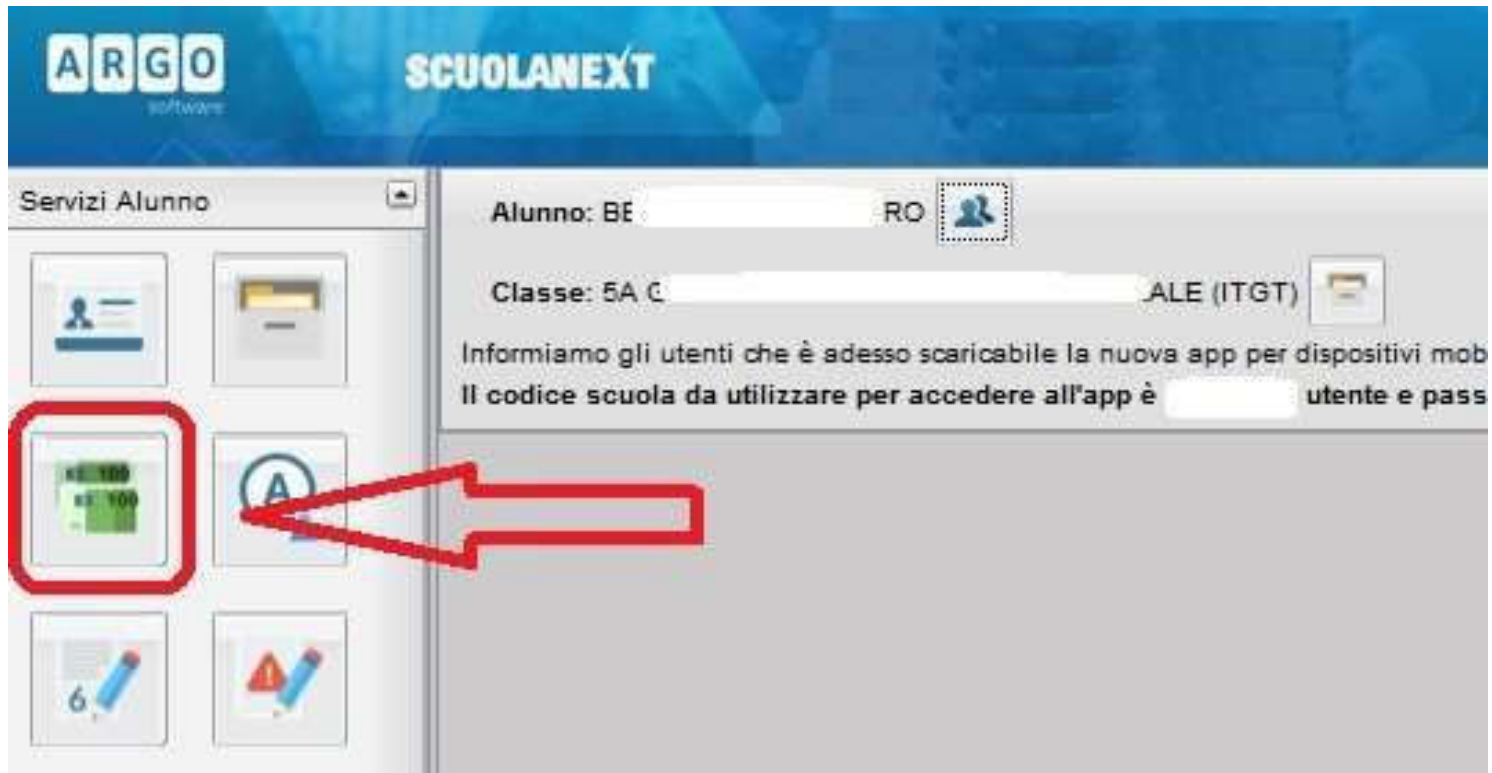 ARGO
software
SCUOLANEXT
Servizi Alunno
Alunno: BE RO
Classe: 5A ALE (ITGT)
Informiamo gli utenti che è adesso scaricabile la nuova app per dispositivi mob
Il codice scuola da utilizzare per accedere all'app è utente e pass
100
100
A
6